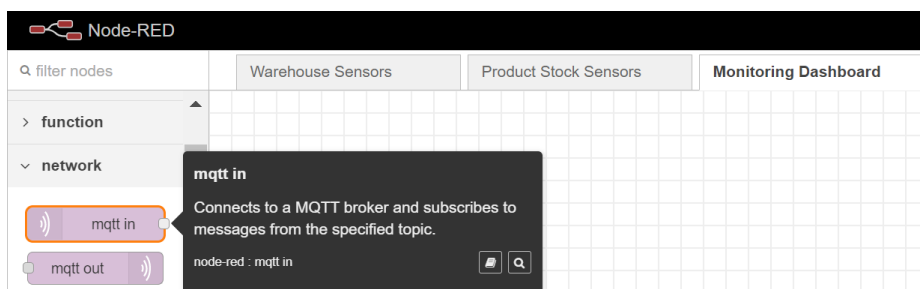 Node-RED
filter nodes
Warehouse Sensors
Product Stock Sensors
Monitoring Dashboard
function
network
mqtt in
mqtt out
mqtt in
Connects to a MQTT broker and subscribes to
messages from the specified topic.
node-red : mqtt in